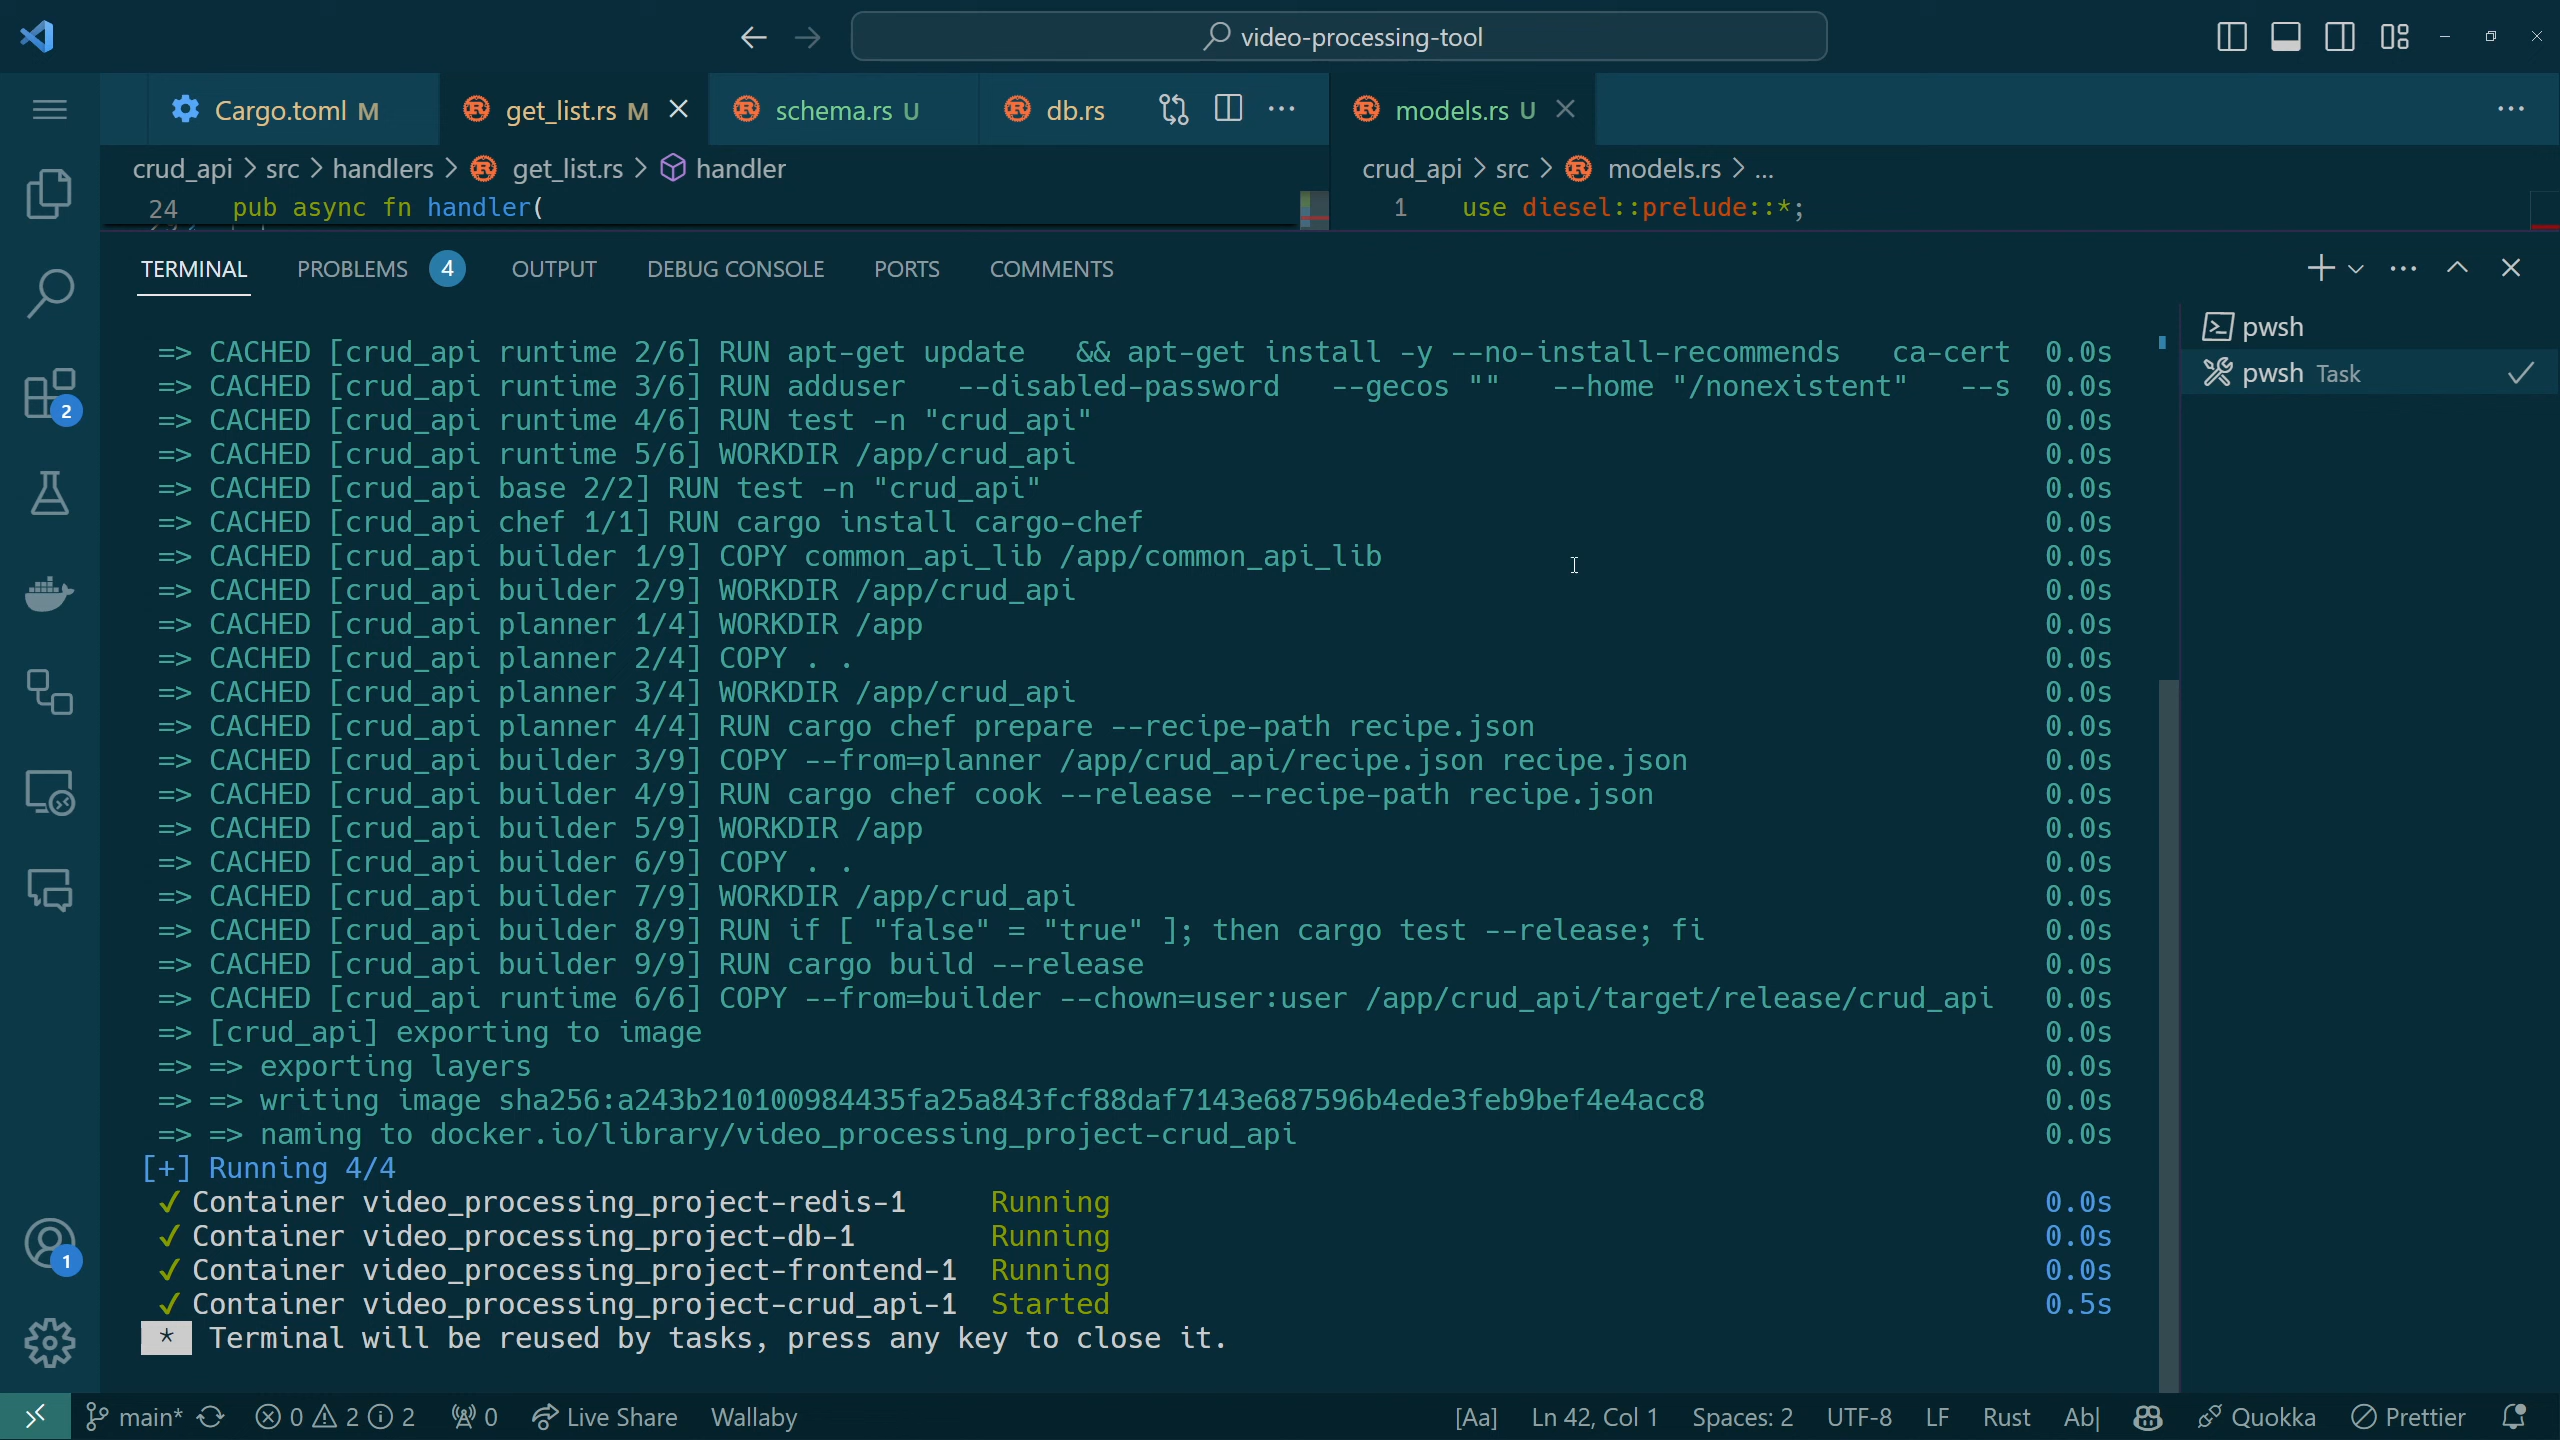 video-processing-tool
Cargo.toml M
get_list.rs M
schema.rs U
db.rs
models.rs U
crud_api > src > handlers > get_list.rs > handler
crud_api > src > models.rs > ...
24 pub async fn handler(
1 use diesel::prelude::*;
TERMINAL PROBLEMS 4 OUTPUT DEBUG CONSOLE PORTS COMMENTS
pwsh
pwsh Task
=> CACHED [crud_api runtime 2/6] RUN apt-get update   && apt-get install -y --no-install-recommends   ca-cert 0.0s
=> CACHED [crud_api runtime 3/6] RUN adduser   --disabled-password   --gecos ""   --home "/nonexistent"   --s 0.0s
=> CACHED [crud_api runtime 4/6] RUN test -n "crud_api" 0.0s
=> CACHED [crud_api runtime 5/6] WORKDIR /app/crud_api 0.0s
=> CACHED [crud_api base 2/2] RUN test -n "crud_api" 0.0s
=> CACHED [crud_api chef 1/1] RUN cargo install cargo-chef 0.0s
=> CACHED [crud_api builder 1/9] COPY common_api_lib /app/common_api_lib 0.0s
=> CACHED [crud_api builder 2/9] WORKDIR /app/crud_api 0.0s
=> CACHED [crud_api planner 1/4] WORKDIR /app 0.0s
=> CACHED [crud_api planner 2/4] COPY . . 0.0s
=> CACHED [crud_api planner 3/4] WORKDIR /app/crud_api 0.0s
=> CACHED [crud_api planner 4/4] RUN cargo chef prepare --recipe-path recipe.json 0.0s
=> CACHED [crud_api builder 3/9] COPY --from=planner /app/crud_api/recipe.json recipe.json 0.0s
=> CACHED [crud_api builder 4/9] RUN cargo chef cook --release --recipe-path recipe.json 0.0s
=> CACHED [crud_api builder 5/9] WORKDIR /app 0.0s
=> CACHED [crud_api builder 6/9] COPY . . 0.0s
=> CACHED [crud_api builder 7/9] WORKDIR /app/crud_api 0.0s
=> CACHED [crud_api builder 8/9] RUN if [ "false" = "true" ]; then cargo test --release; fi 0.0s
=> CACHED [crud_api builder 9/9] RUN cargo build --release 0.0s
=> CACHED [crud_api runtime 6/6] COPY --from=builder --chown=user:user /app/crud_api/target/release/crud_api 0.0s
=> [crud_api] exporting to image 0.0s
=> => exporting layers 0.0s
=> => writing image sha256:a243b210100984435fa25a843fcf88daf7143e687596b4ede3feb9bef4e4acc8 0.0s
=> => naming to docker.io/library/video_processing_project-crud_api 0.0s
[+] Running 4/4
✓ Container video_processing_project-redis-1 Running 0.0s
✓ Container video_processing_project-db-1 Running 0.0s
✓ Container video_processing_project-frontend-1 Running 0.0s
✓ Container video_processing_project-crud_api-1 Started 0.5s
* Terminal will be reused by tasks, press any key to close it.
2
1
main* 0 2 2 0 Live Share Wallaby [Aa] Ln 42, Col 1 Spaces: 2 UTF-8 LF Rust Ab| Quokka Prettier